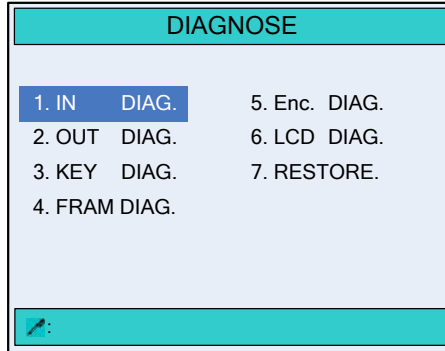 DIAGNOSE
1. IN DIAG.
2. OUT DIAG.
3. KEY DIAG.
4. FRAM DIAG.
5. Enc. DIAG.
6. LCD DIAG.
7. RESTORE.
: